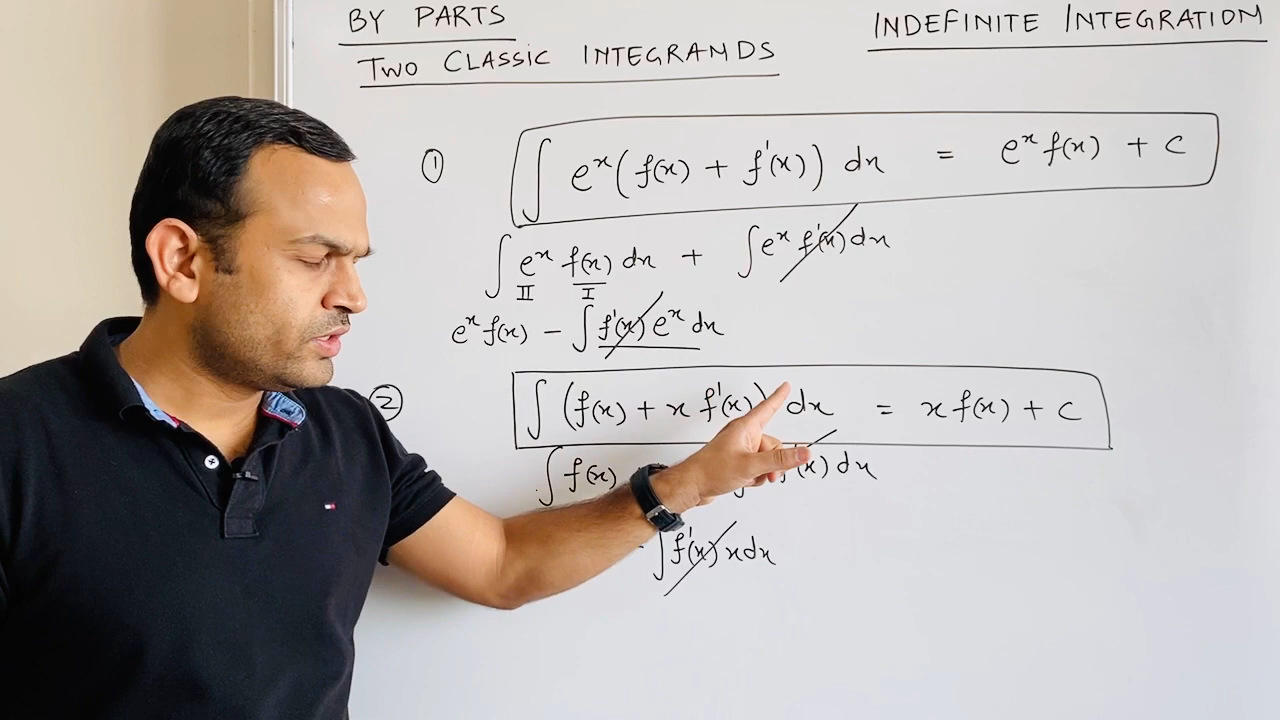 BY PARTS
INDEFINITE INTEGRATION
TWO CLASSIC INTEGRANDS
① ∫ eˣ(f(x) + f'(x)) dx = eˣ f(x) + C
∫ eˣ f(x) dx + ∫ eˣ f'(x) dx
II I
eˣ f(x) − ∫ f'(x) eˣ dx
② ∫ (f(x) + x f'(x)) dx = x f(x) + C
∫ f(x) ∫ f'(x) dx
- ∫ f'(x) x dx